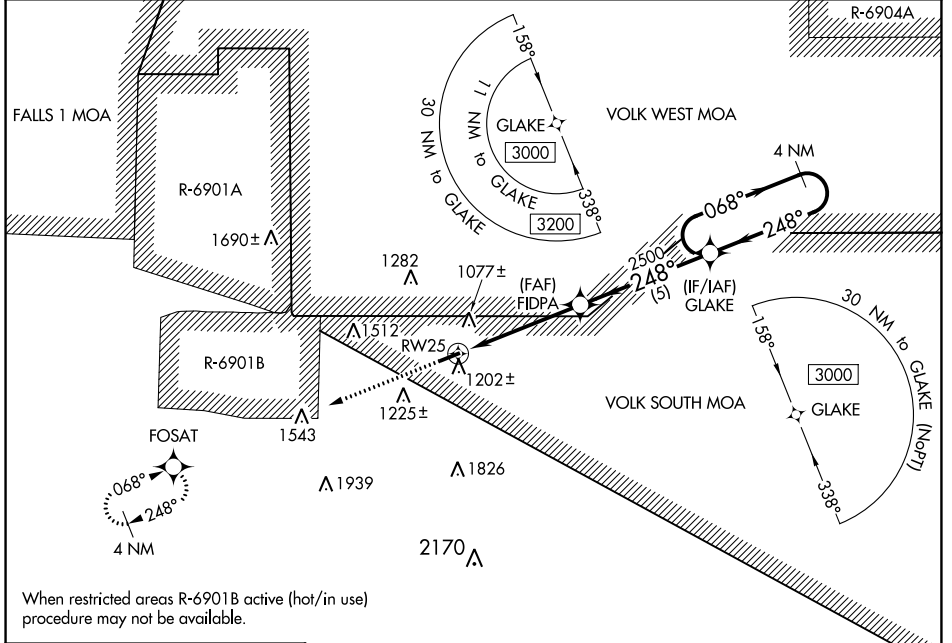 R-6904A
FALLS 1 MOA
R-6901A
1690±
158°
30 NM to GLAKE
11 NM to GLAKE
GLAKE
3000
3200
338°
VOLK WEST MOA
4 NM
068°
248°
1282
1077±
(FAF)
FIDPA
2500
248°
(5)
(IF/IAF)
GLAKE
1512
RW25
R-6901B
1202±
1225±
1543
VOLK SOUTH MOA
30 NM to GLAKE (NoPT)
158°
3000
GLAKE
338°
FOSAT
068°
248°
4 NM
1939
1826
2170
When restricted areas R-6901B active (hot/in use)
procedure may not be available.